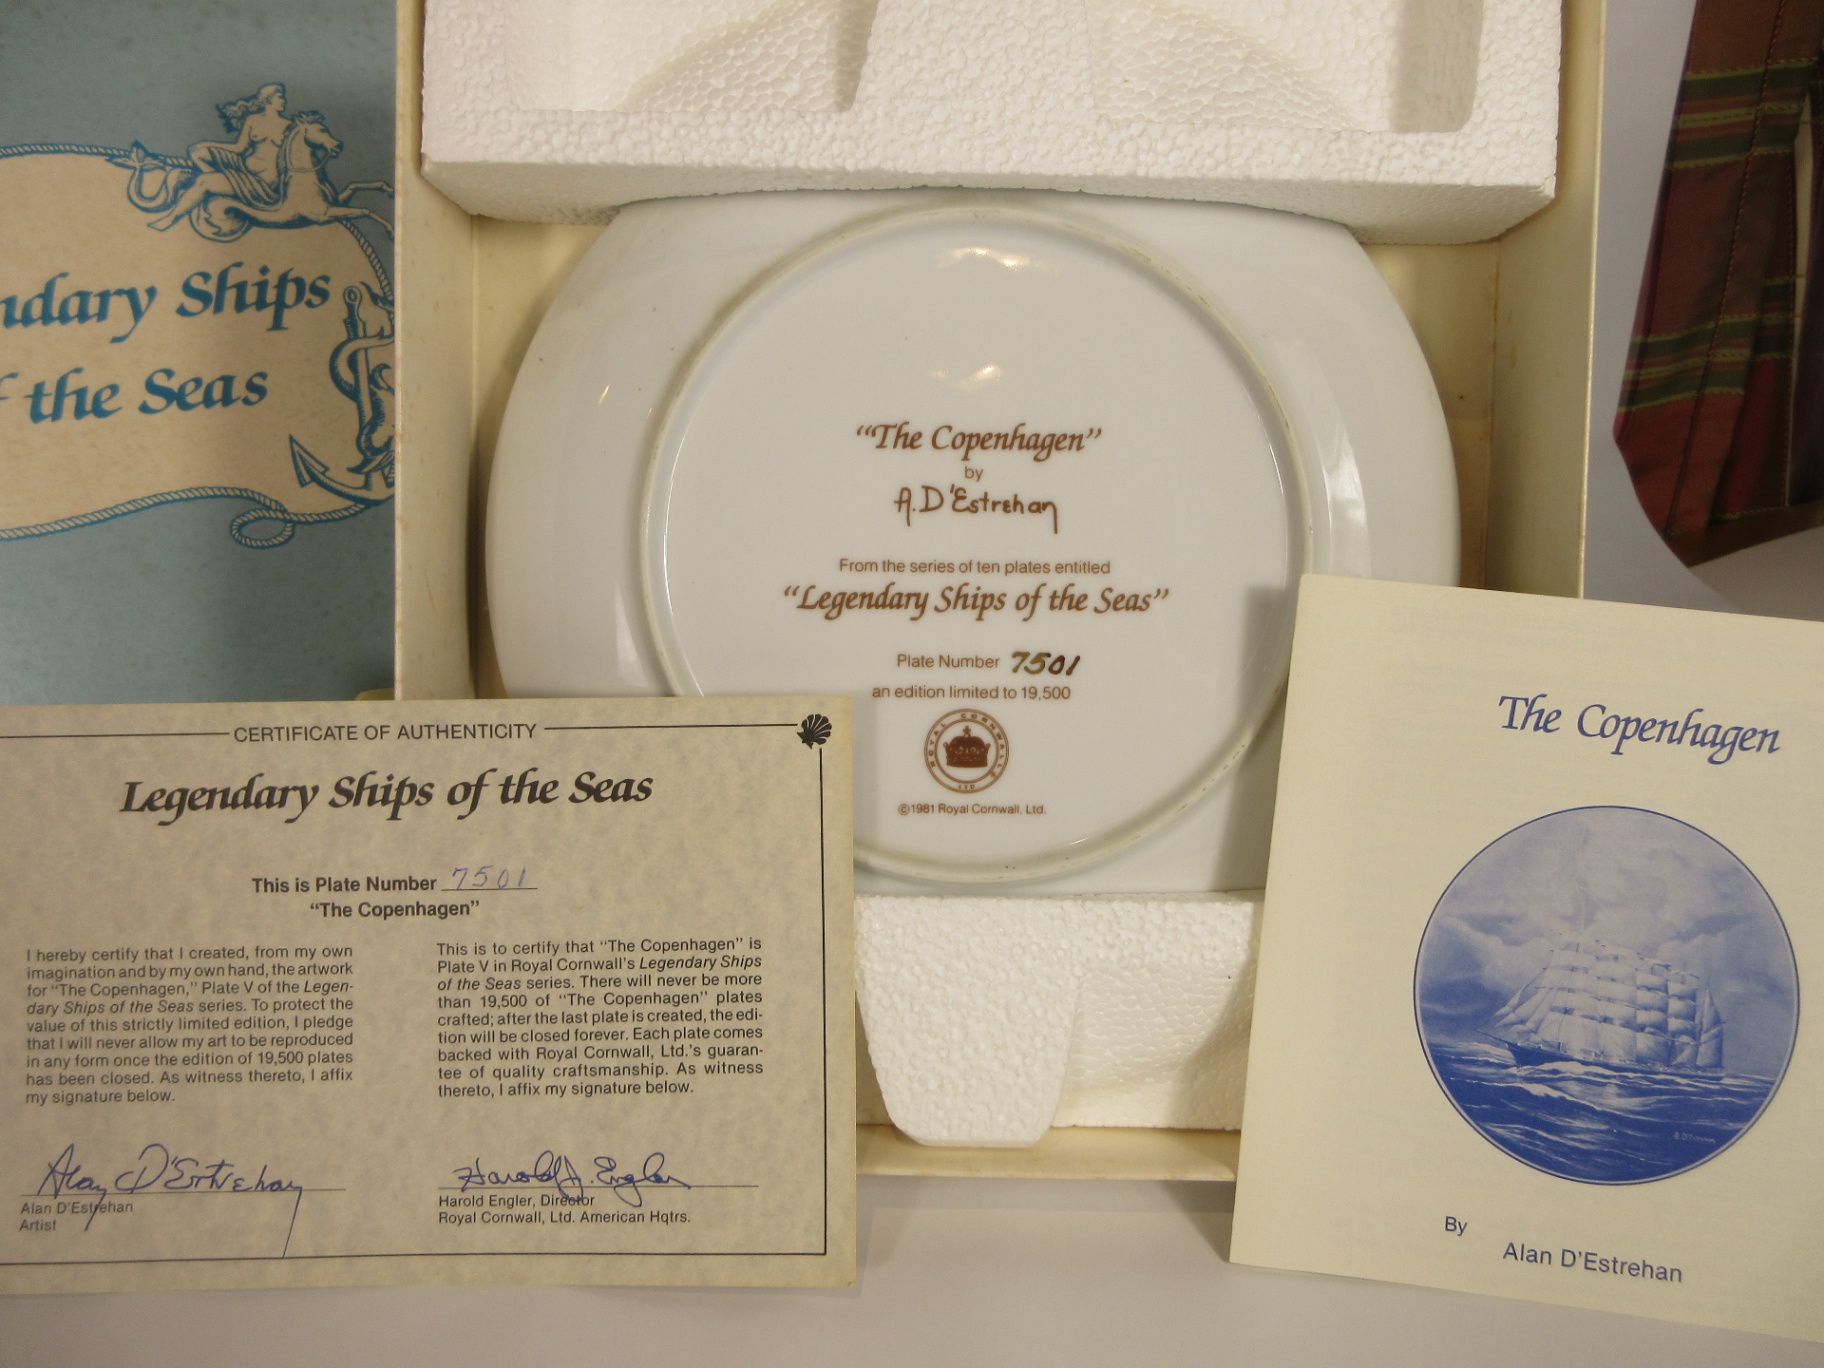 ndary Ships
f the Seas
"The Copenhagen"
by
A. D'Estrehan
From the series of ten plates entitled
"Legendary Ships of the Seas"
Plate Number 7501
an edition limited to 19,500
ROYAL CORNWALL
LTD
©1981 Royal Cornwall, Ltd.
CERTIFICATE OF AUTHENTICITY
Legendary Ships of the Seas
This is Plate Number 7501
"The Copenhagen"
I hereby certify that I created, from my own
imagination and by my own hand, the artwork
for "The Copenhagen," Plate V of the Legen-
dary Ships of the Seas series. To protect the
value of this strictly limited edition, I pledge
that I will never allow my art to be reproduced
in any form once the edition of 19,500 plates
has been closed. As witness thereto, I affix
my signature below.
Alan D'Estrehan
Alan D'Estrehan
Artist
This is to certify that "The Copenhagen" is
Plate V in Royal Cornwall's Legendary Ships
of the Seas series. There will never be more
than 19,500 of "The Copenhagen" plates
crafted; after the last plate is created, the edi-
tion will be closed forever. Each plate comes
backed with Royal Cornwall, Ltd.'s guaran-
tee of quality craftsmanship. As witness
thereto, I affix my signature below.
Harold J. Engler
Harold Engler, Director
Royal Cornwall, Ltd. American Hqtrs.
The Copenhagen
By
Alan D'Estrehan